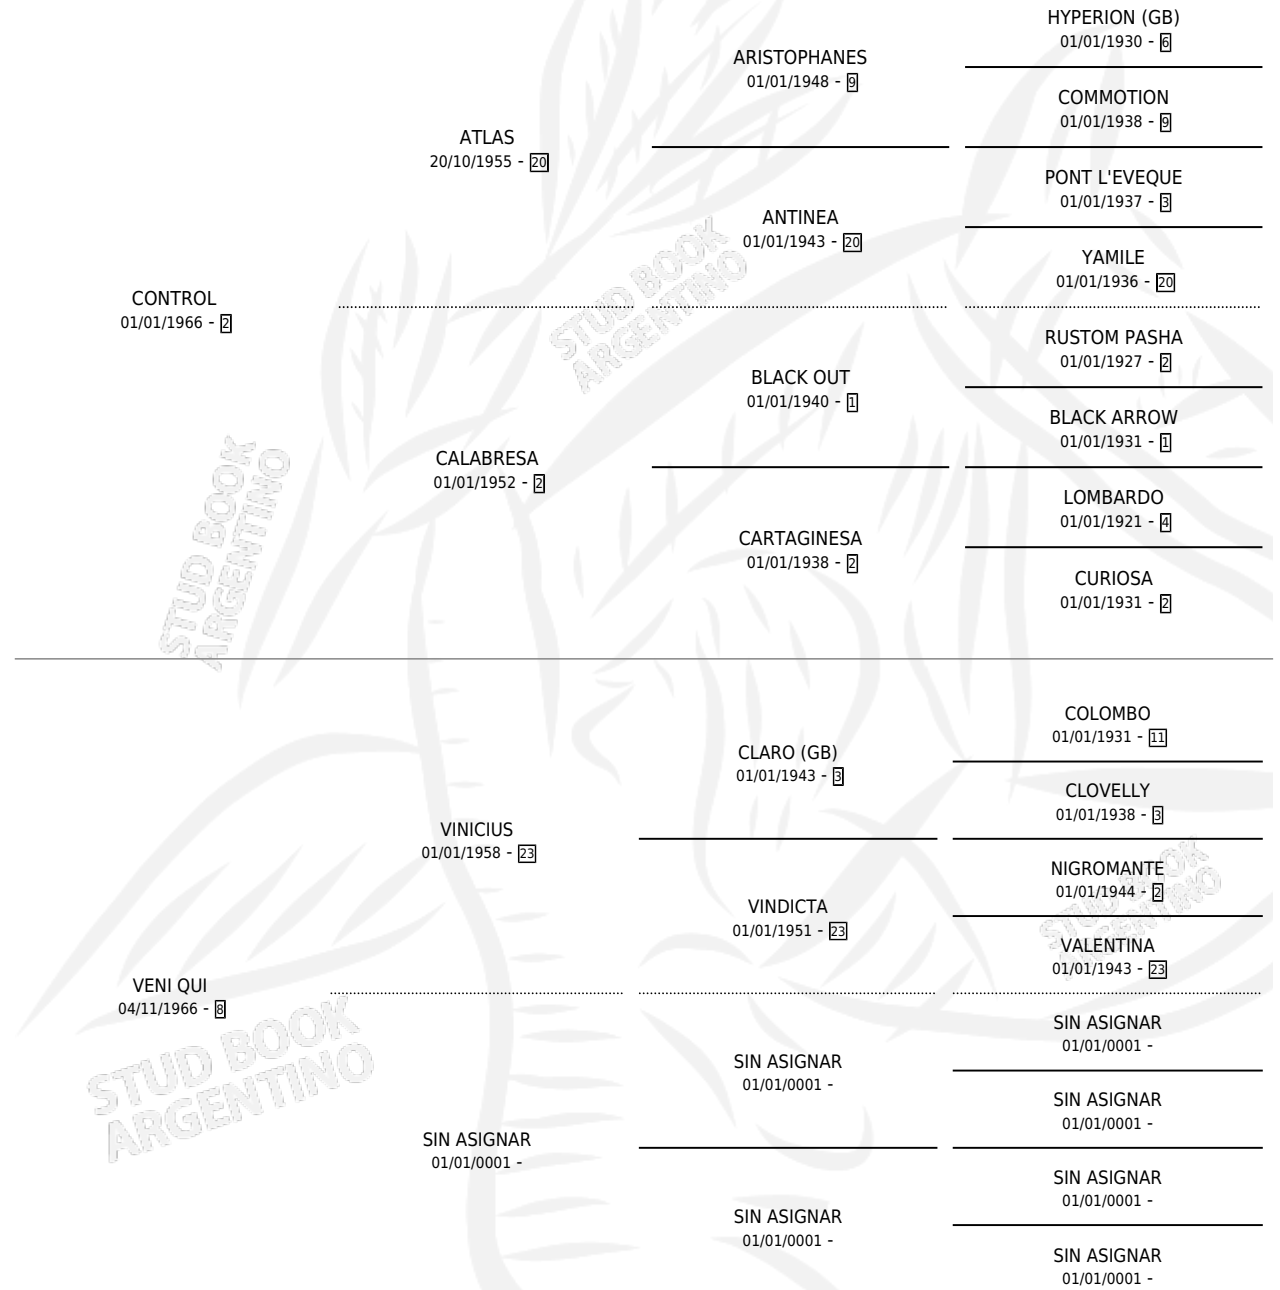 HYPERION (GB)
01/01/1930 - 6
ARISTOPHANES
01/01/1948 - 9
COMMOTION
01/01/1938 - 9
ATLAS
20/10/1955 - 20
PONT L'EVEQUE
01/01/1937 - 3
ANTINEA
01/01/1943 - 20
YAMILE
01/01/1936 - 20
CONTROL
01/01/1966 - 2
RUSTOM PASHA
01/01/1927 - 2
BLACK OUT
01/01/1940 - 1
BLACK ARROW
01/01/1931 - 1
CALABRESA
01/01/1952 - 2
LOMBARDO
01/01/1921 - 4
CARTAGINESA
01/01/1938 - 2
CURIOSA
01/01/1931 - 2
COLOMBO
01/01/1931 - 11
CLARO (GB)
01/01/1943 - 3
CLOVELLY
01/01/1938 - 3
VINICIUS
01/01/1958 - 23
NIGROMANTE
01/01/1944 - 2
VINDICTA
01/01/1951 - 23
VALENTINA
01/01/1943 - 23
VENI QUI
04/11/1966 - 8
SIN ASIGNAR
01/01/0001 -
SIN ASIGNAR
01/01/0001 -
SIN ASIGNAR
01/01/0001 -
SIN ASIGNAR
01/01/0001 -
SIN ASIGNAR
01/01/0001 -
SIN ASIGNAR
01/01/0001 -
SIN ASIGNAR
01/01/0001 -
STUD BOOK
ARGENTINO
STUD BOOK
ARGENTINO
STUD BOOK
ARGENTINO
STUD BOOK
ARGENTINO